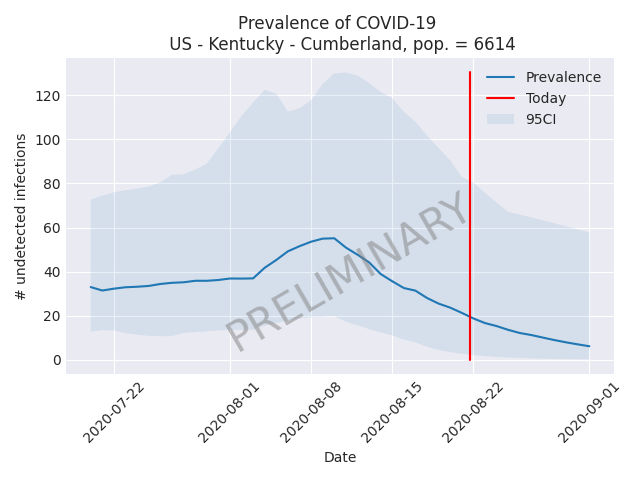 Prevalence of COVID-19
US - Kentucky - Cumberland, pop. = 6614
# undetected infections
120
100
80
60
40
20
0
Prevalence
Today
95CI
PRELIMINARY
2020-07-22
2020-08-01
2020-08-08
2020-08-15
2020-08-22
2020-09-01
Date